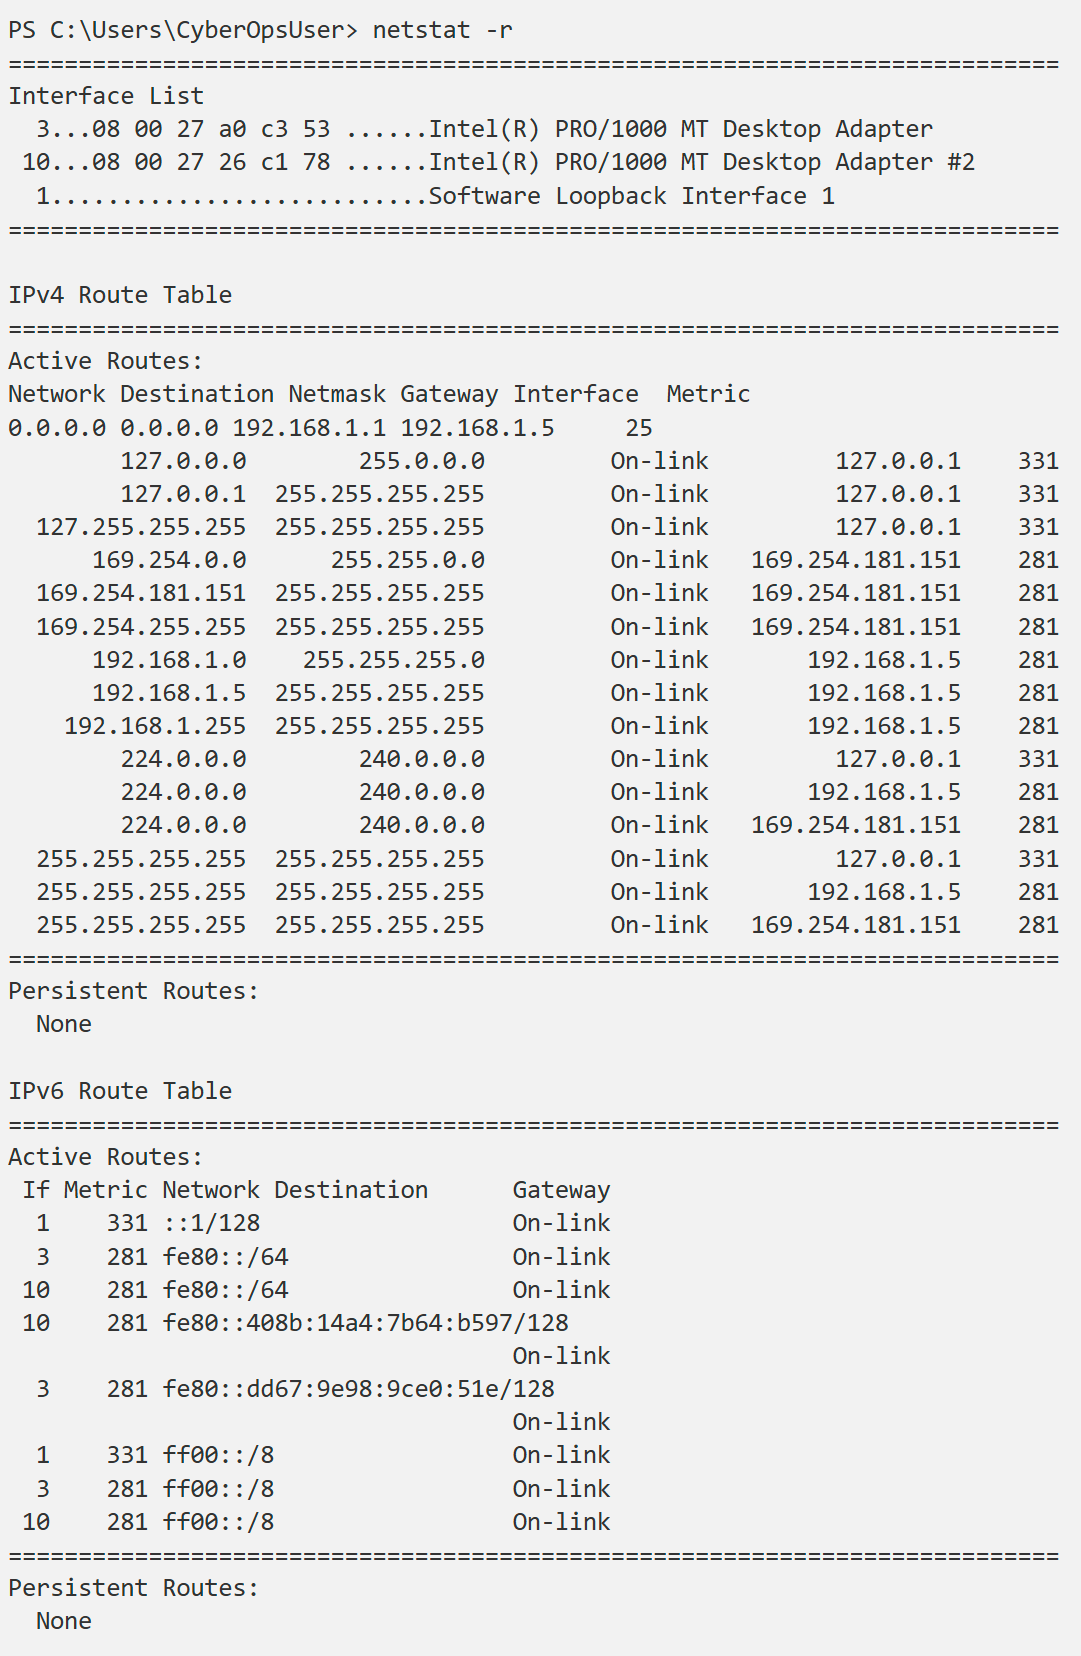 PS C:\Users\CyberOpsUser> netstat -r
===========================================================================
Interface List
  3...08 00 27 a0 c3 53 ......Intel(R) PRO/1000 MT Desktop Adapter
 10...08 00 27 26 c1 78 ......Intel(R) PRO/1000 MT Desktop Adapter #2
  1...........................Software Loopback Interface 1
===========================================================================

IPv4 Route Table
===========================================================================
Active Routes:
Network Destination Netmask Gateway Interface  Metric
0.0.0.0 0.0.0.0 192.168.1.1 192.168.1.5     25
        127.0.0.0        255.0.0.0         On-link         127.0.0.1    331
        127.0.0.1  255.255.255.255         On-link         127.0.0.1    331
  127.255.255.255  255.255.255.255         On-link         127.0.0.1    331
      169.254.0.0      255.255.0.0         On-link   169.254.181.151    281
  169.254.181.151  255.255.255.255         On-link   169.254.181.151    281
  169.254.255.255  255.255.255.255         On-link   169.254.181.151    281
      192.168.1.0    255.255.255.0         On-link       192.168.1.5    281
      192.168.1.5  255.255.255.255         On-link       192.168.1.5    281
    192.168.1.255  255.255.255.255         On-link       192.168.1.5    281
        224.0.0.0        240.0.0.0         On-link         127.0.0.1    331
        224.0.0.0        240.0.0.0         On-link       192.168.1.5    281
        224.0.0.0        240.0.0.0         On-link   169.254.181.151    281
  255.255.255.255  255.255.255.255         On-link         127.0.0.1    331
  255.255.255.255  255.255.255.255         On-link       192.168.1.5    281
  255.255.255.255  255.255.255.255         On-link   169.254.181.151    281
===========================================================================
Persistent Routes:
  None

IPv6 Route Table
===========================================================================
Active Routes:
 If Metric Network Destination      Gateway
  1    331 ::1/128                  On-link
  3    281 fe80::/64                On-link
 10    281 fe80::/64                On-link
 10    281 fe80::408b:14a4:7b64:b597/128
                                    On-link
  3    281 fe80::dd67:9e98:9ce0:51e/128
                                    On-link
  1    331 ff00::/8                 On-link
  3    281 ff00::/8                 On-link
 10    281 ff00::/8                 On-link
===========================================================================
Persistent Routes:
  None